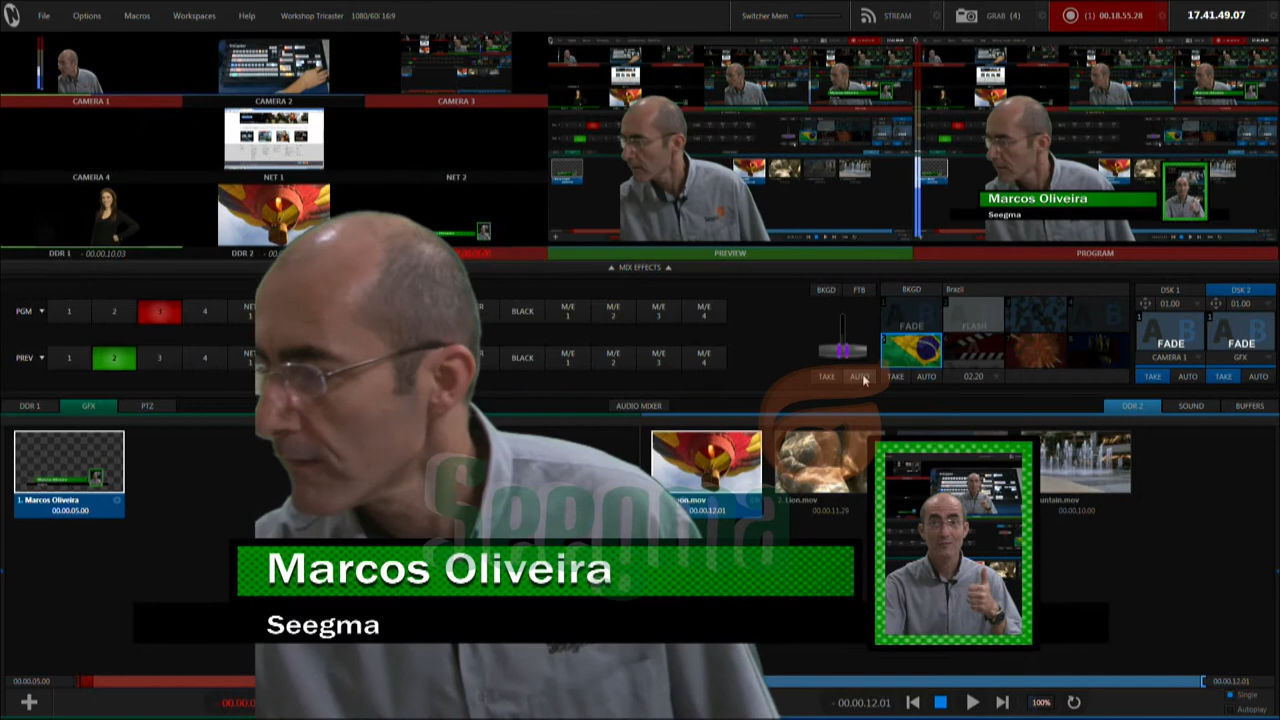 File Options Macros Workspaces Help Workshop Tricaster 1080/60i 16:9 Switcher Mem STREAM GRAB (4) (1) 00.18.55.28 17.41.49.07
CAMERA 1 CAMERA 2 CAMERA 3
CAMERA 4 NET 1 NET 2
DDR 1 - 00.00.10.03 DDR 2
PREVIEW PROGRAM
Marcos Oliveira
Seegma
MIX EFFECTS
BKGD FTB BKGD Brazil DSK 1 DSK 2
01.00 01.00
PGM 1 2 3 4 BLACK M/E 1 M/E 2 M/E 3 M/E 4
FADE FLASH FADE FADE
PREV 1 2 3 4 BLACK M/E 1 M/E 2 M/E 3 M/E 4
CAMERA 1 GFX
TAKE AUTO TAKE AUTO 02.20 TAKE AUTO TAKE AUTO
DDR 1 GFX PTZ AUDIO MIXER DDR 2 SOUND BUFFERS
1. Marcos Oliveira
00.00.05.00
2. Lion.mov
00.00.12.01 00.00.11.29 00.00.10.00
Marcos Oliveira
Seegma
00.00.05.00 00.00.12.01
- 00.00.12.01 100% Single
Autoplay